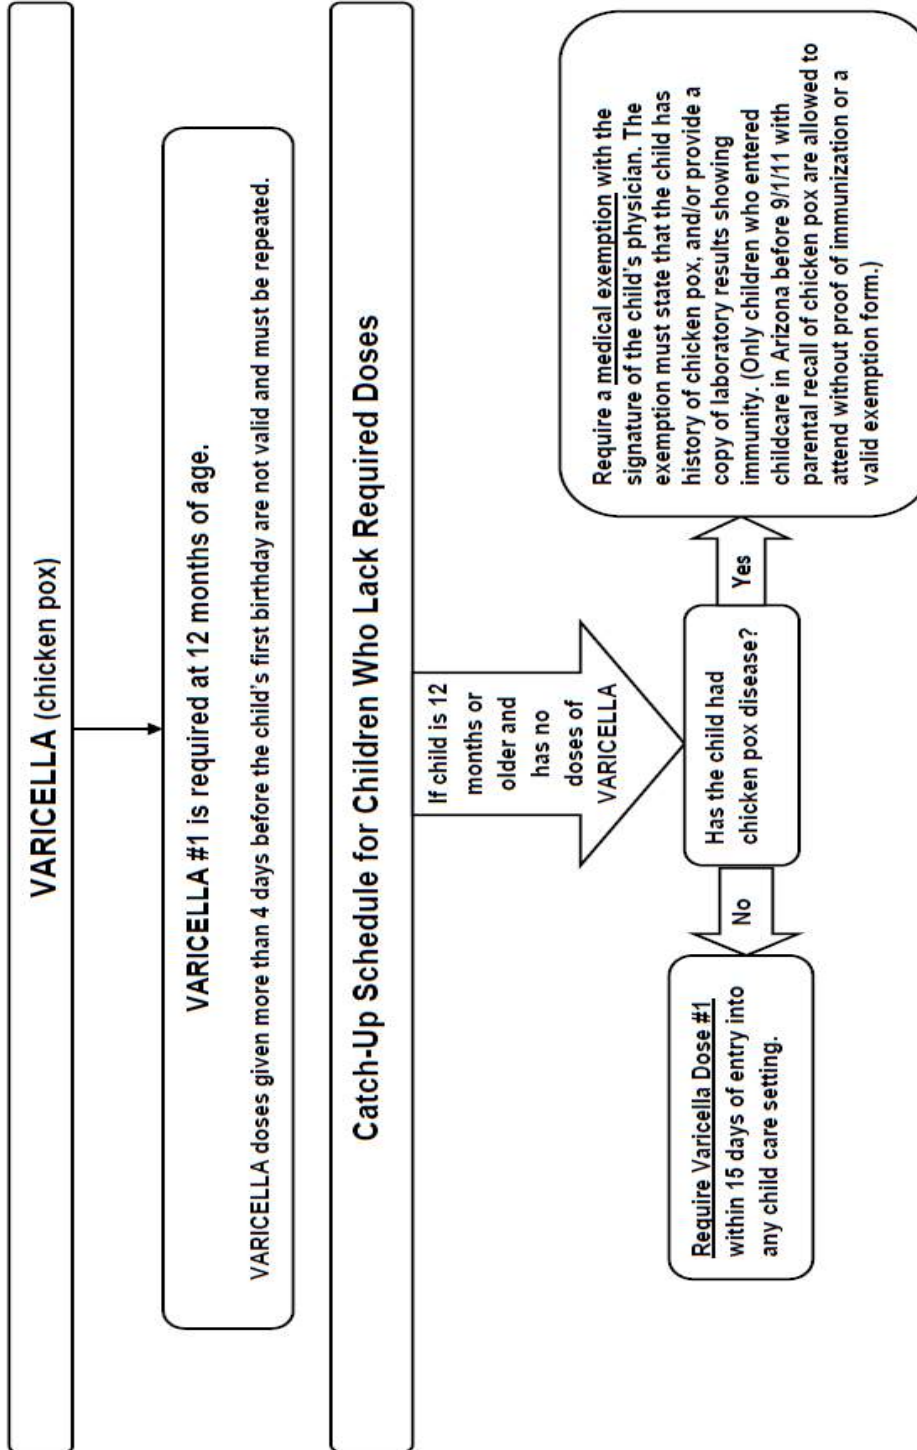 VARICELLA (chicken pox)
VARICELLA #1 is required at 12 months of age.
VARICELLA doses given more than 4 days before the child's first birthday are not valid and must be repeated.
Catch-Up Schedule for Children Who Lack Required Doses
If child is 12
months or
older and
has no
doses of
VARICELLA
Has the child had
chicken pox disease?
No
Require Varicella Dose #1
within 15 days of entry into
any child care setting.
Yes
Require a medical exemption with the
signature of the child's physician. The
exemption must state that the child has
history of chicken pox, and/or provide a
copy of laboratory results showing
immunity. (Only children who entered
childcare in Arizona before 9/1/11 with
parental recall of chicken pox are allowed to
attend without proof of immunization or a
valid exemption form.)